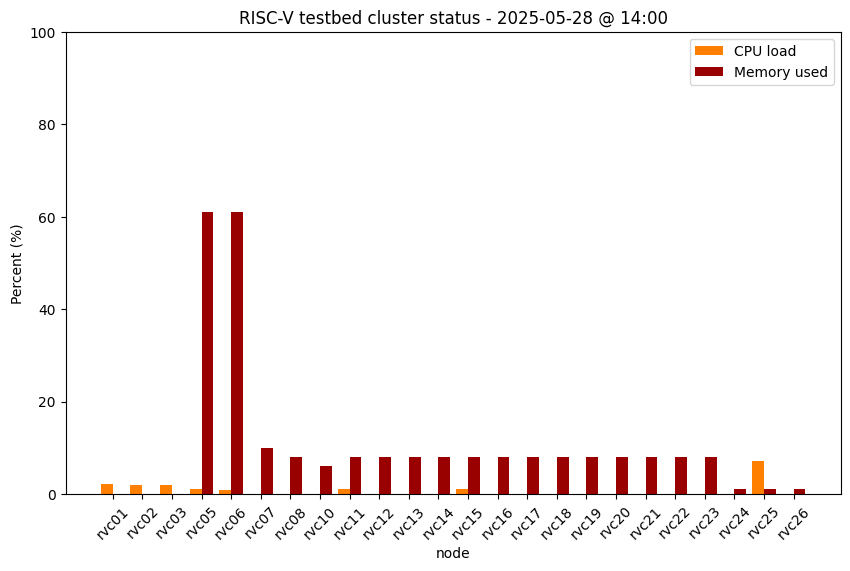 RISC-V testbed cluster status - 2025-05-28 @ 14:00
CPU load
Memory used
Percent (%)
100
80
60
40
20
0
rvc01 rvc02 rvc03 rvc05 rvc06 rvc07 rvc08 rvc10 rvc11 rvc12 rvc13 rvc14 rvc15 rvc16 rvc17 rvc18 rvc19 rvc20 rvc21 rvc22 rvc23 rvc24 rvc25 rvc26
node